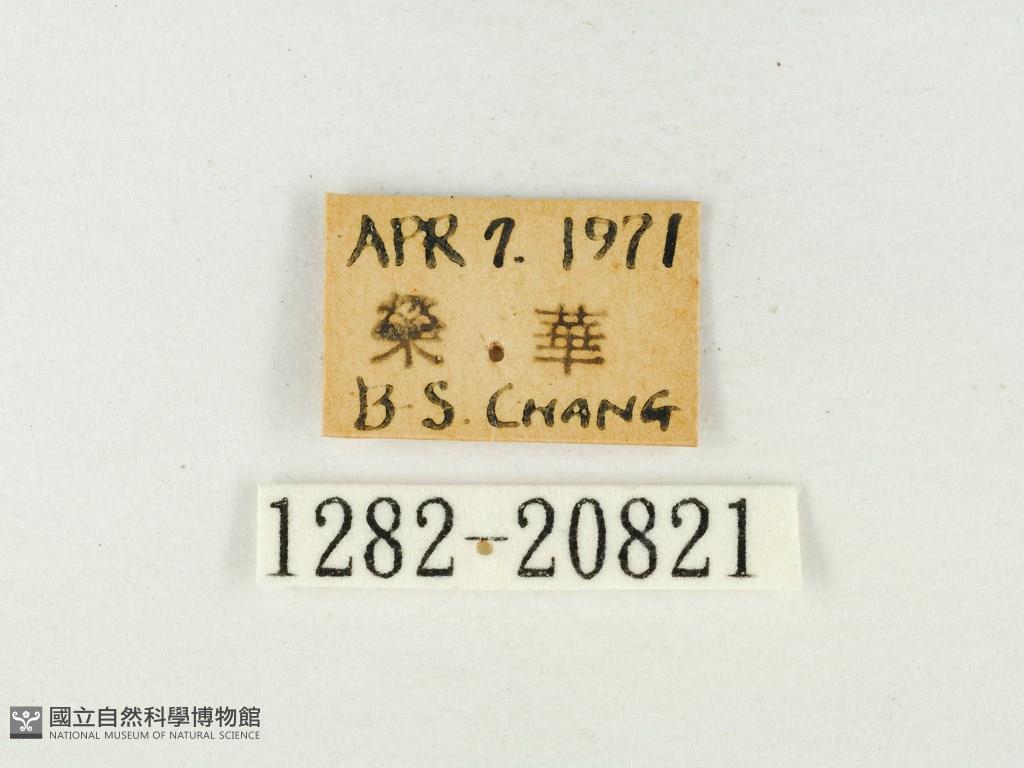 APR 7. 1971
榮 華
B.S. CHANG
1282-20821
國立自然科學博物館
NATIONAL MUSEUM OF NATURAL SCIENCE